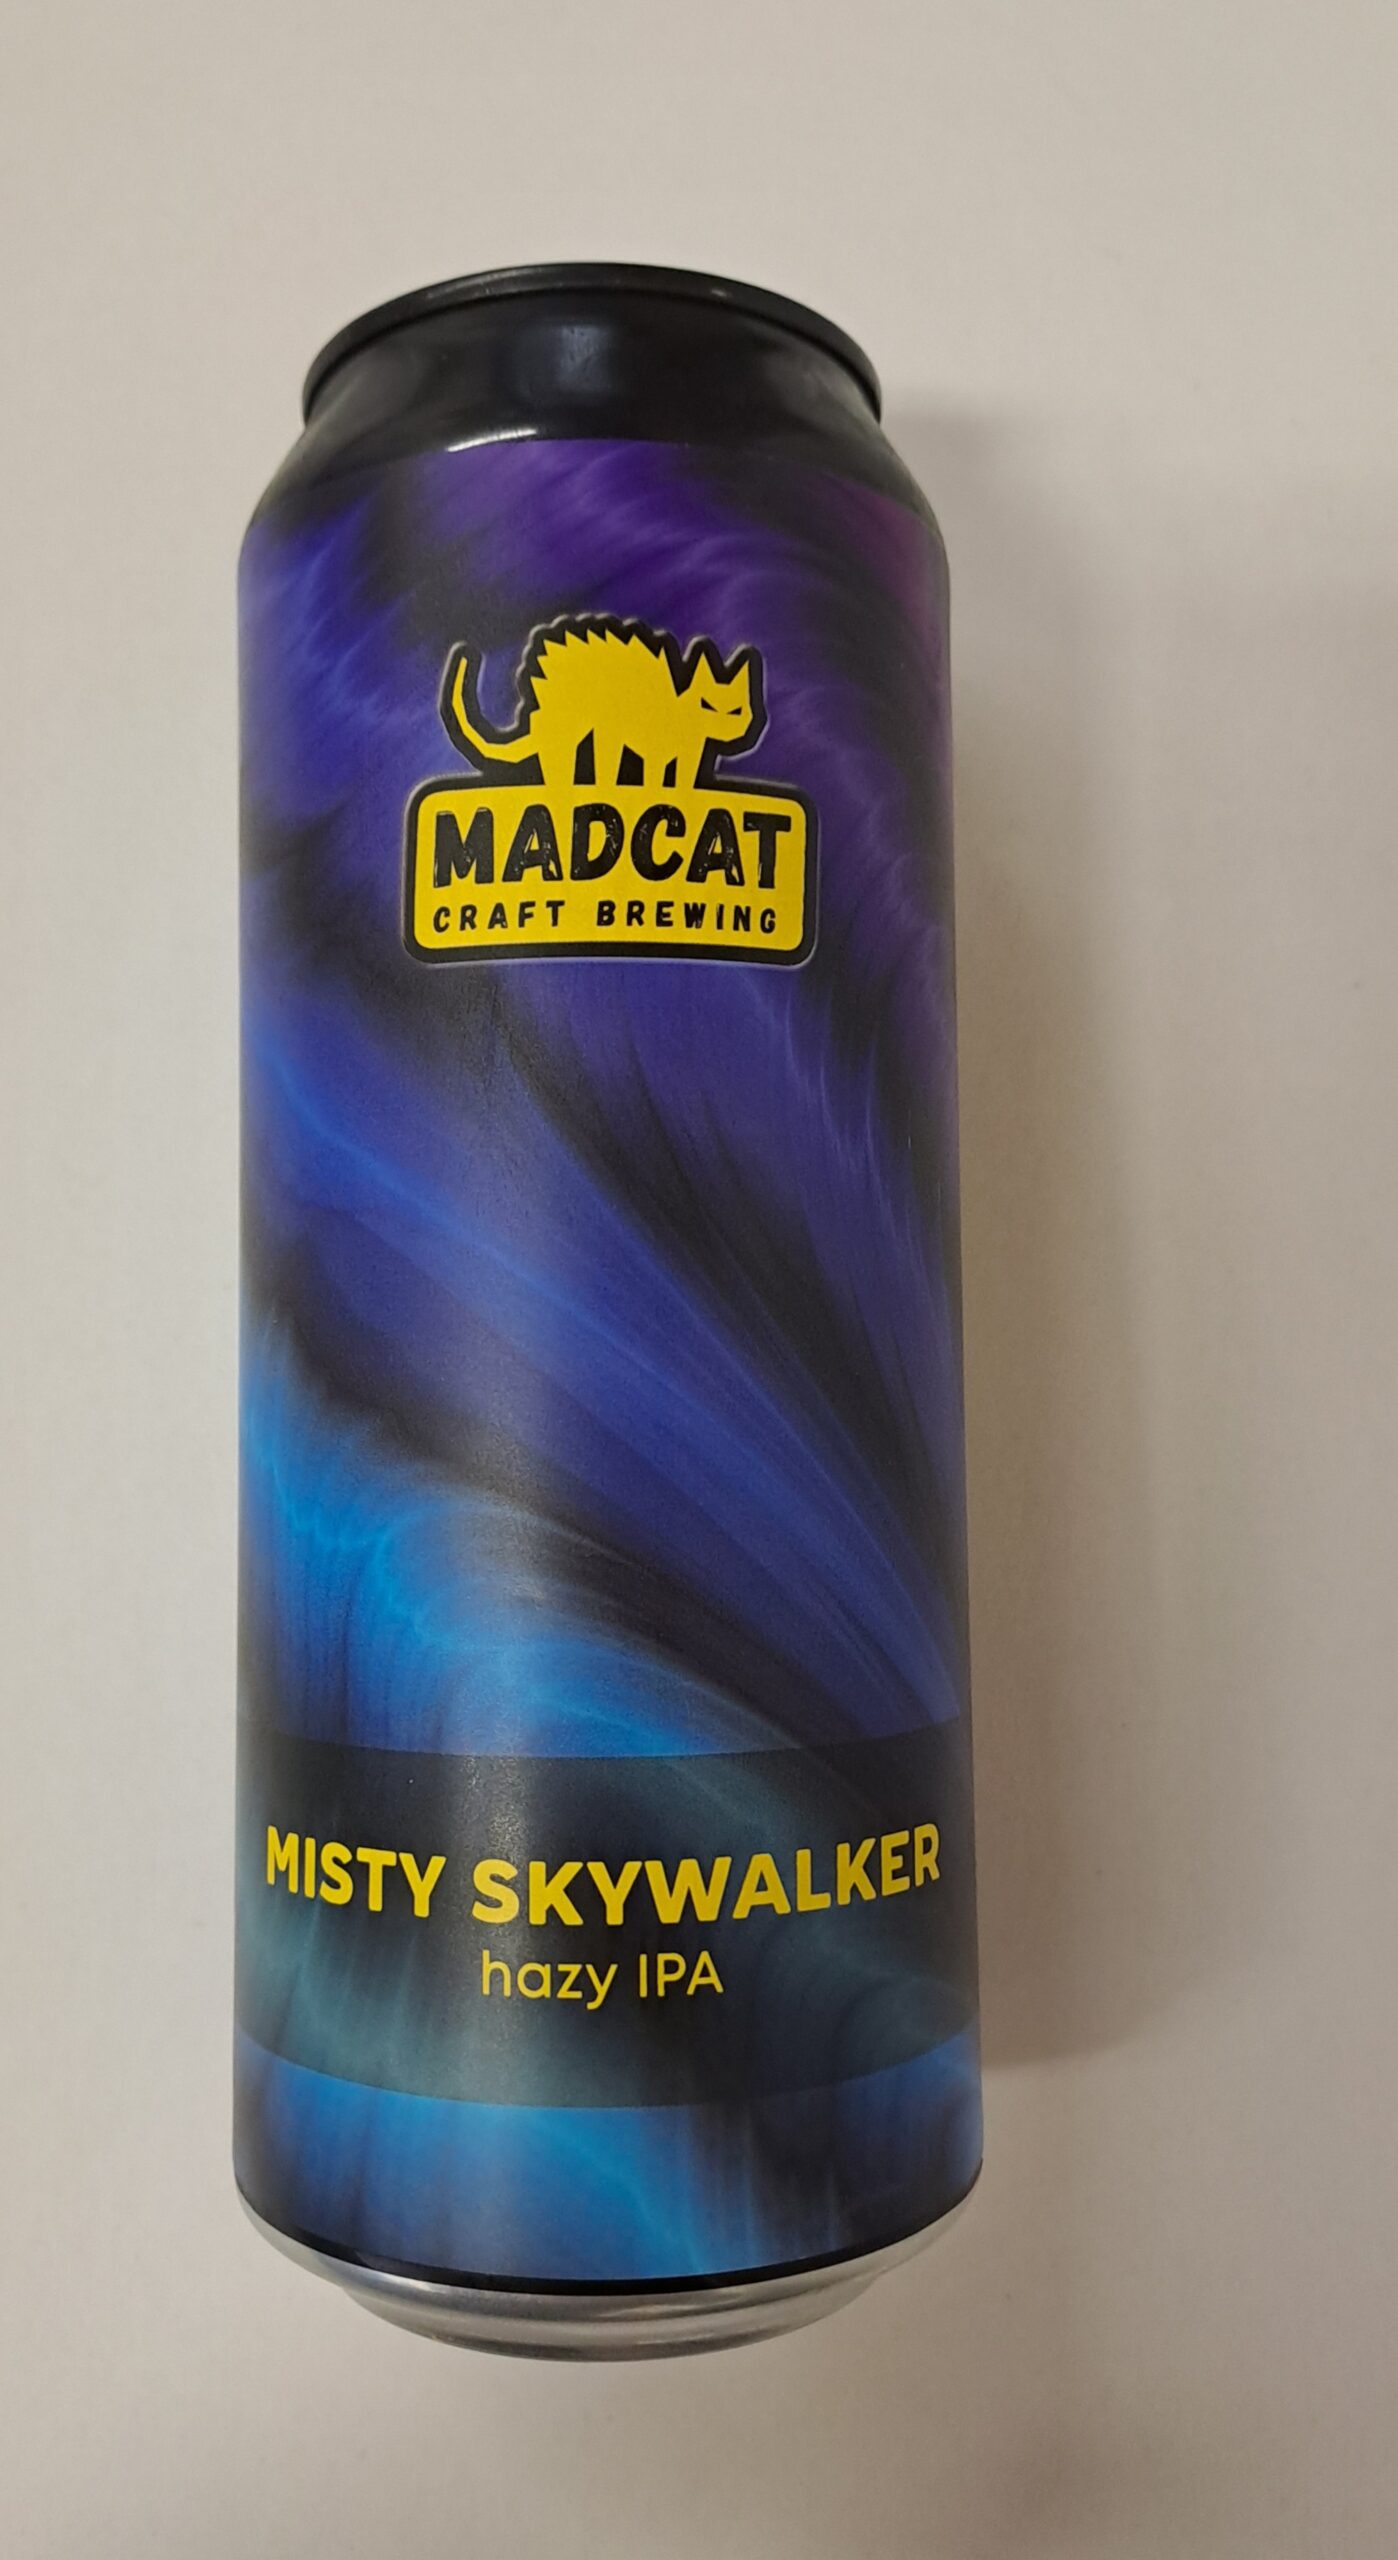 MADCAT
CRAFT BREWING
MISTY SKYWALKER
hazy IPA